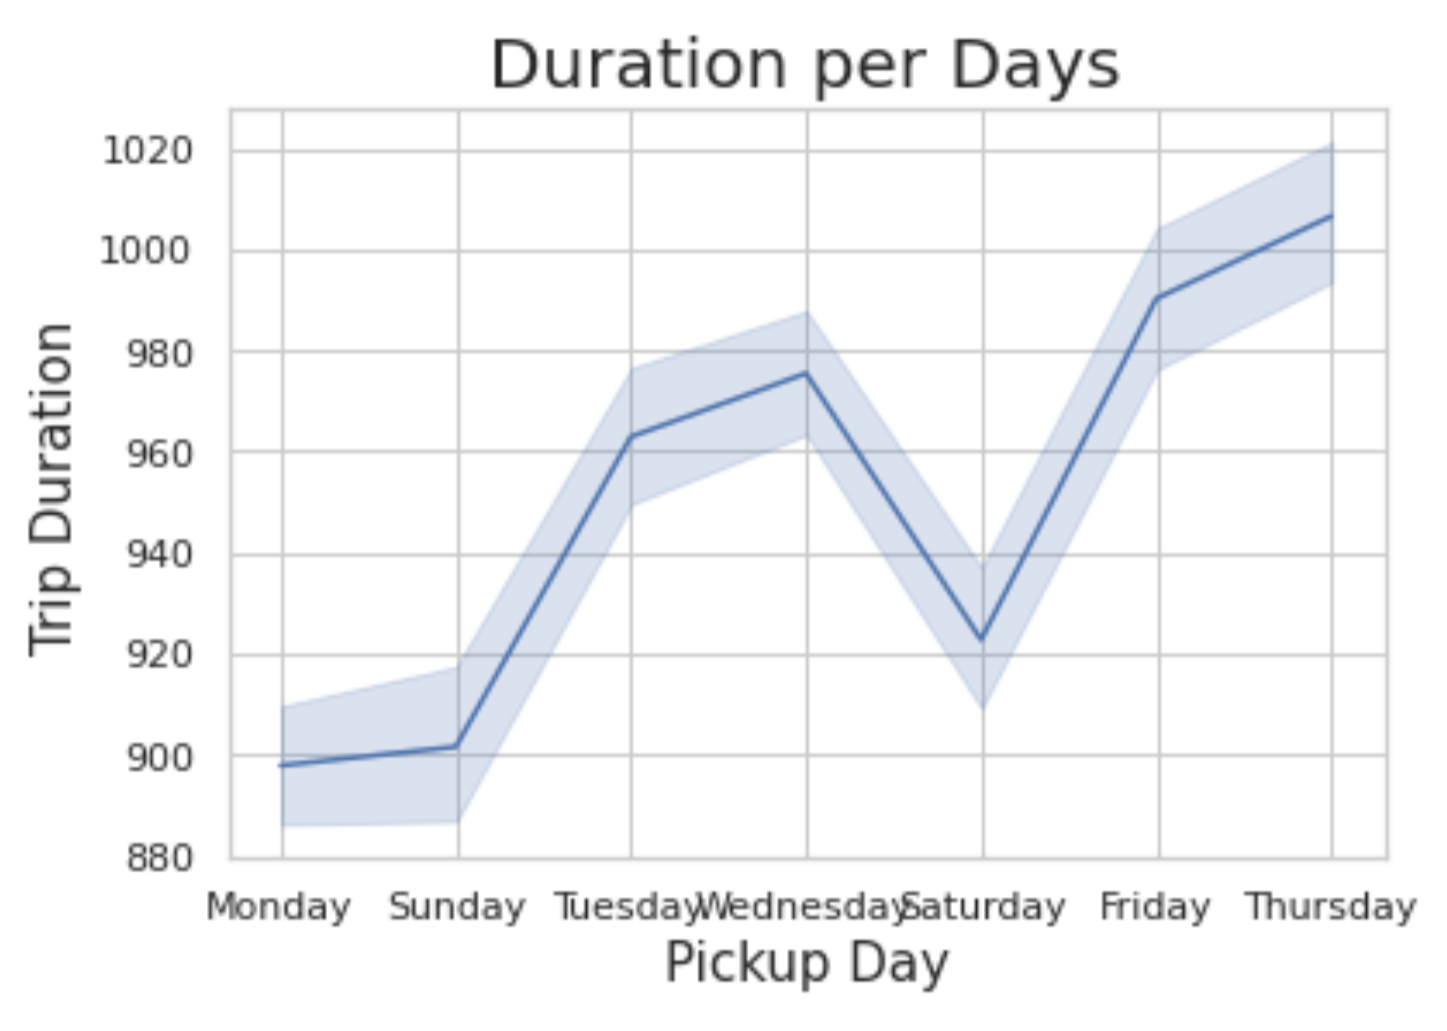 Duration per Days
1020
1000
980
960
940
920
900
880
Trip Duration
Monday Sunday Tuesday Wednesday Saturday Friday Thursday
Pickup Day